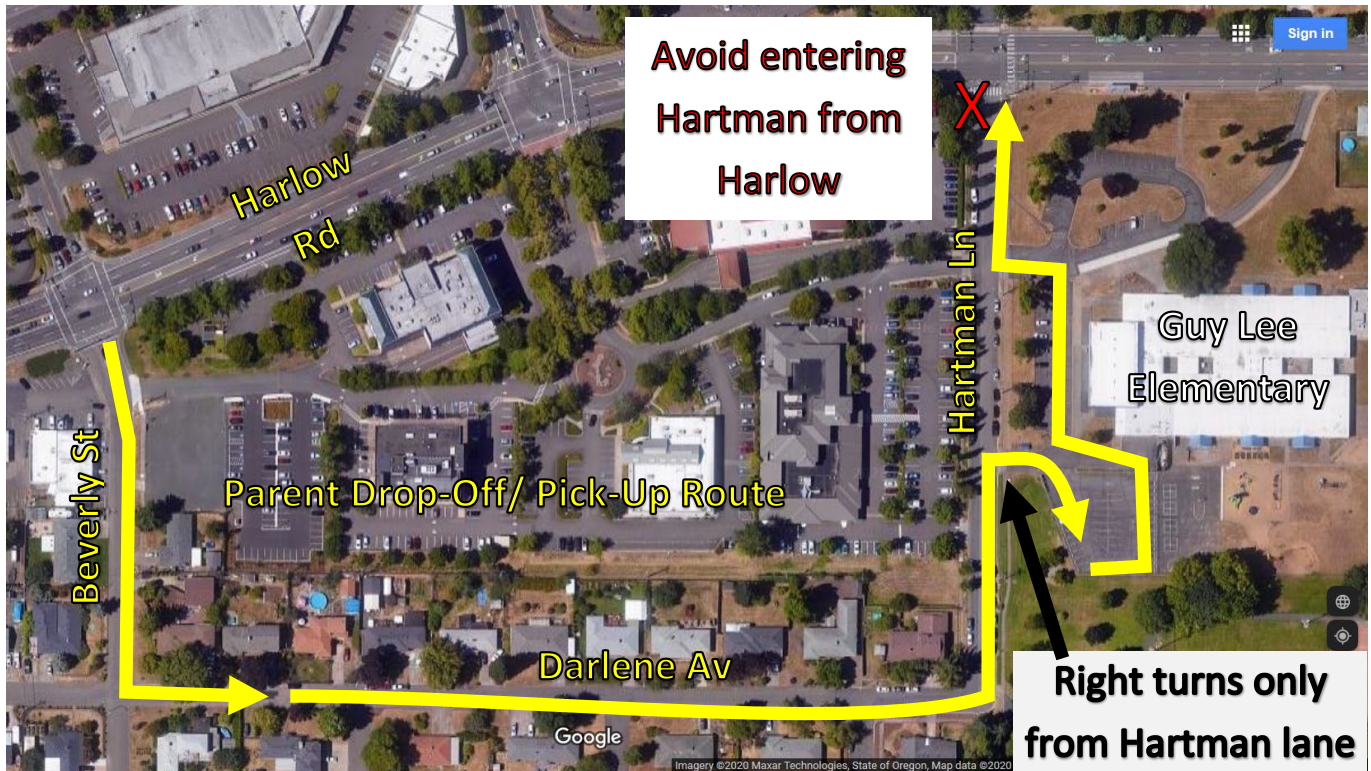 Avoid entering
Hartman from
Harlow
X
Sign in
Harlow
Rd
Hartman Ln
Guy Lee
Elementary
Beverly St
Parent Drop-Off/ Pick-Up Route
Darlene Av
Right turns only
from Hartman lane
Google
Imagery ©2020 Maxar Technologies, State of Oregon, Map data ©2020